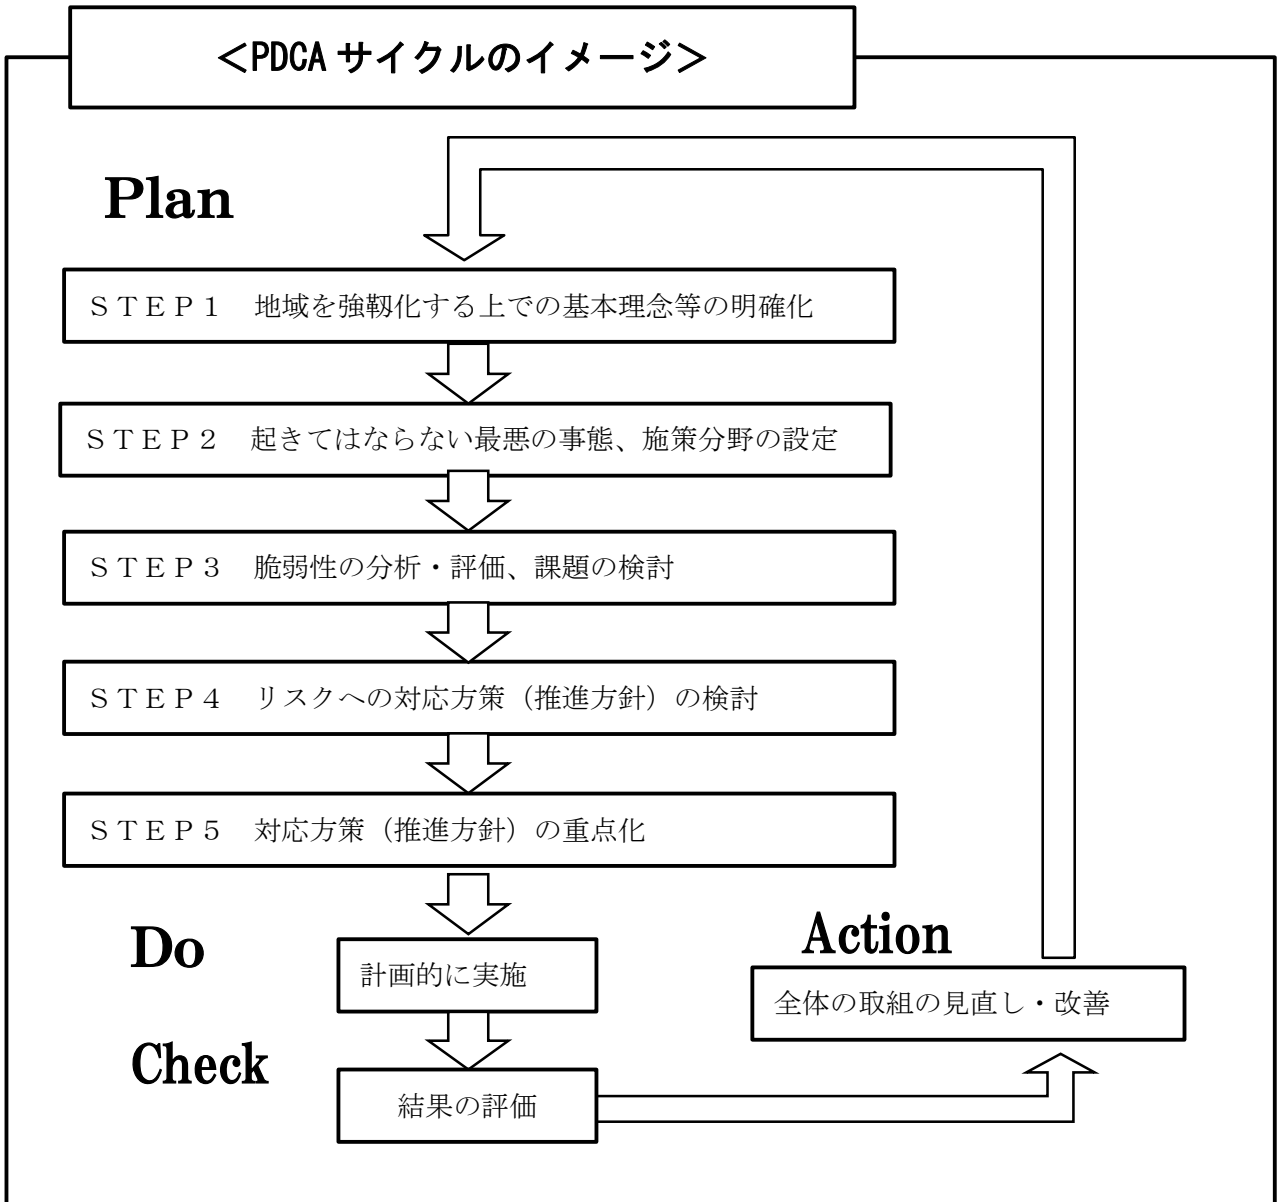 ＜PDCA サイクルのイメージ＞
Plan
ＳＴＥＰ１　地域を強靱化する上での基本理念等の明確化
ＳＴＥＰ２　起きてはならない最悪の事態、施策分野の設定
ＳＴＥＰ３　脆弱性の分析・評価、課題の検討
ＳＴＥＰ４　リスクへの対応方策（推進方針）の検討
ＳＴＥＰ５　対応方策（推進方針）の重点化
Do
計画的に実施
Action
全体の取組の見直し・改善
Check
結果の評価